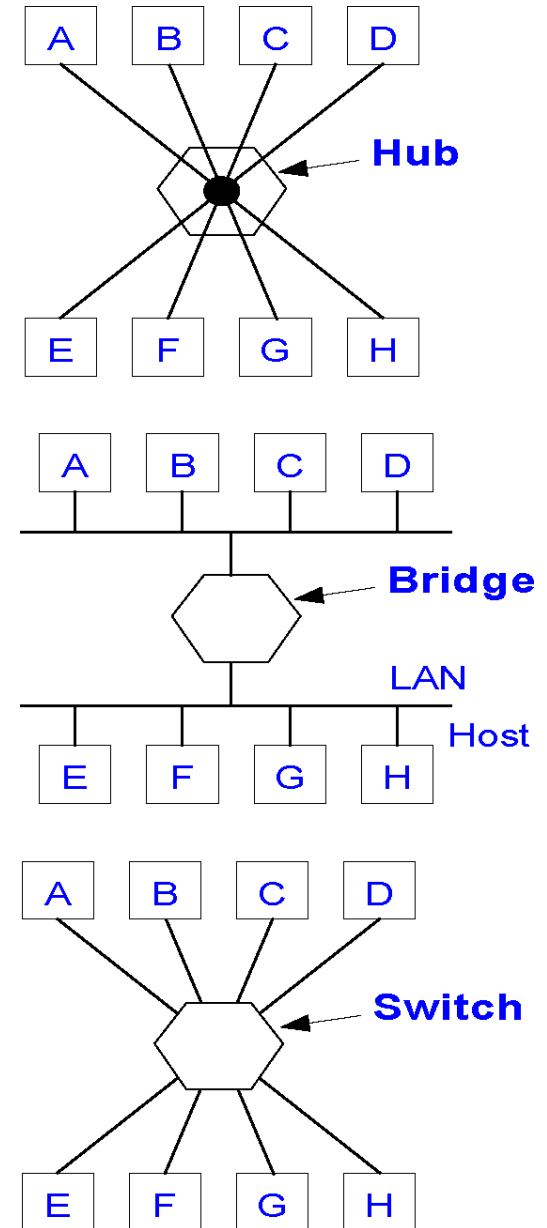 A B C D
Hub
E F G H
A B C D
Bridge
LAN
Host
E F G H
A B C D
Switch
E F G H